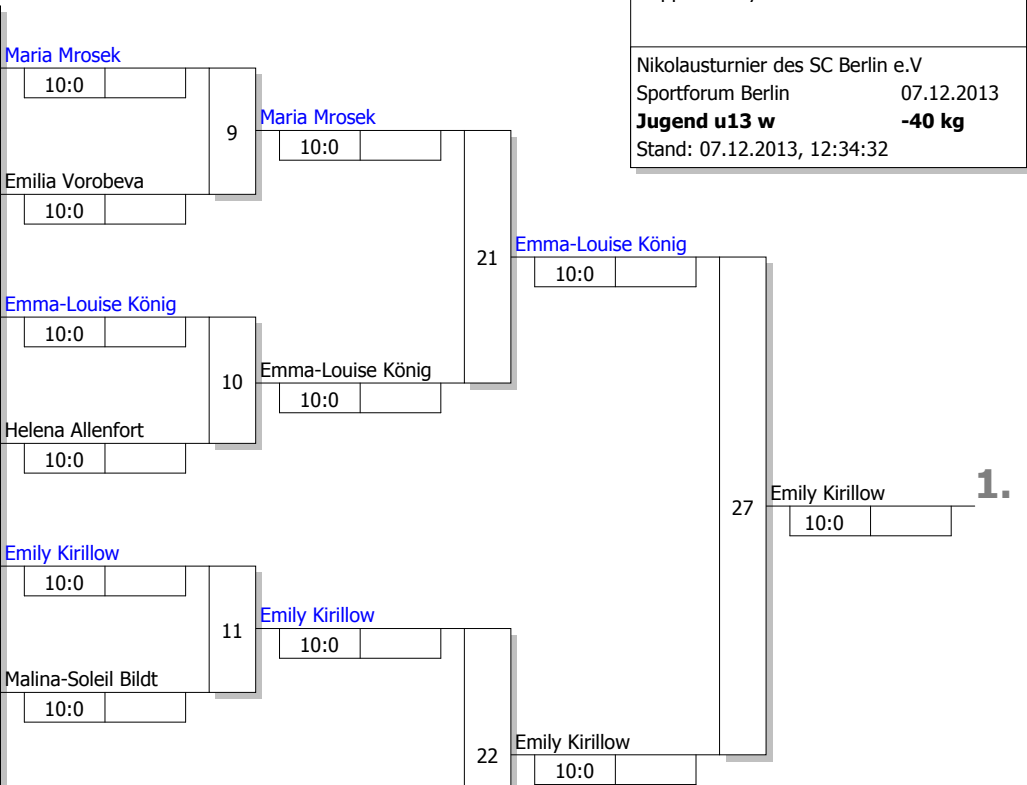 Nikolausturnier des SC Berlin e.V
Sportforum Berlin 07.12.2013
Jugend u13 w -40 kg
Stand: 07.12.2013, 12:34:32
Maria Mrosek
10:0
9
Maria Mrosek
10:0
Emilia Vorobeva
10:0
21
Emma-Louise König
10:0
Emma-Louise König
10:0
10
Emma-Louise König
10:0
Helena Allenfort
10:0
27
Emily Kirillow
1.
10:0
Emily Kirillow
10:0
11
Emily Kirillow
10:0
Malina-Soleil Bildt
10:0
22
Emily Kirillow
10:0